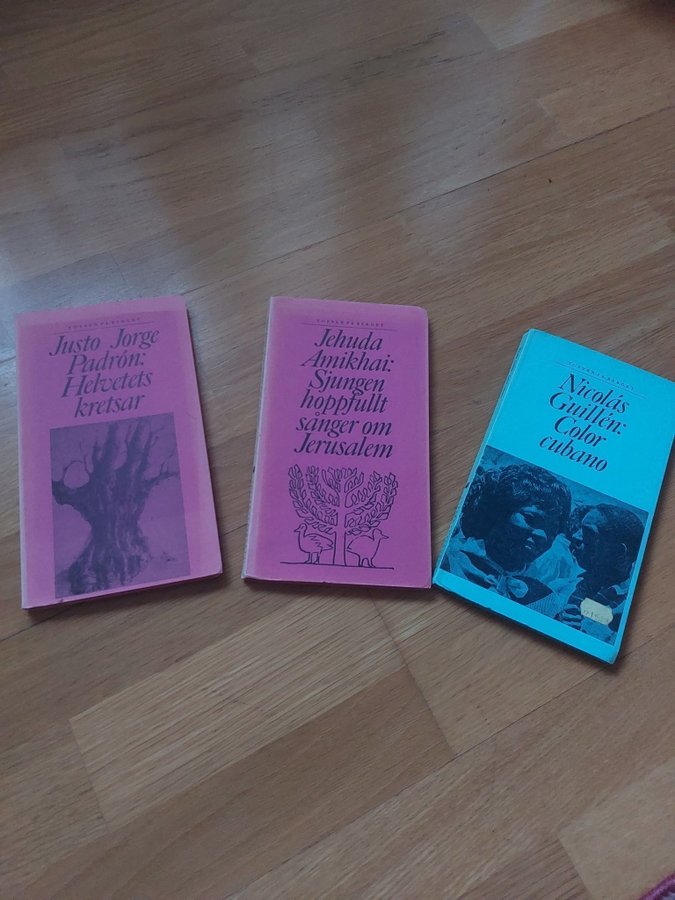 Justo Jorge
Padrón:
Helvetets
kretsar
Jehuda
Amikhai:
Sjungen
hoppfullt
sånger om
Jerusalem
Nicolás
Guillén:
Color
cubano